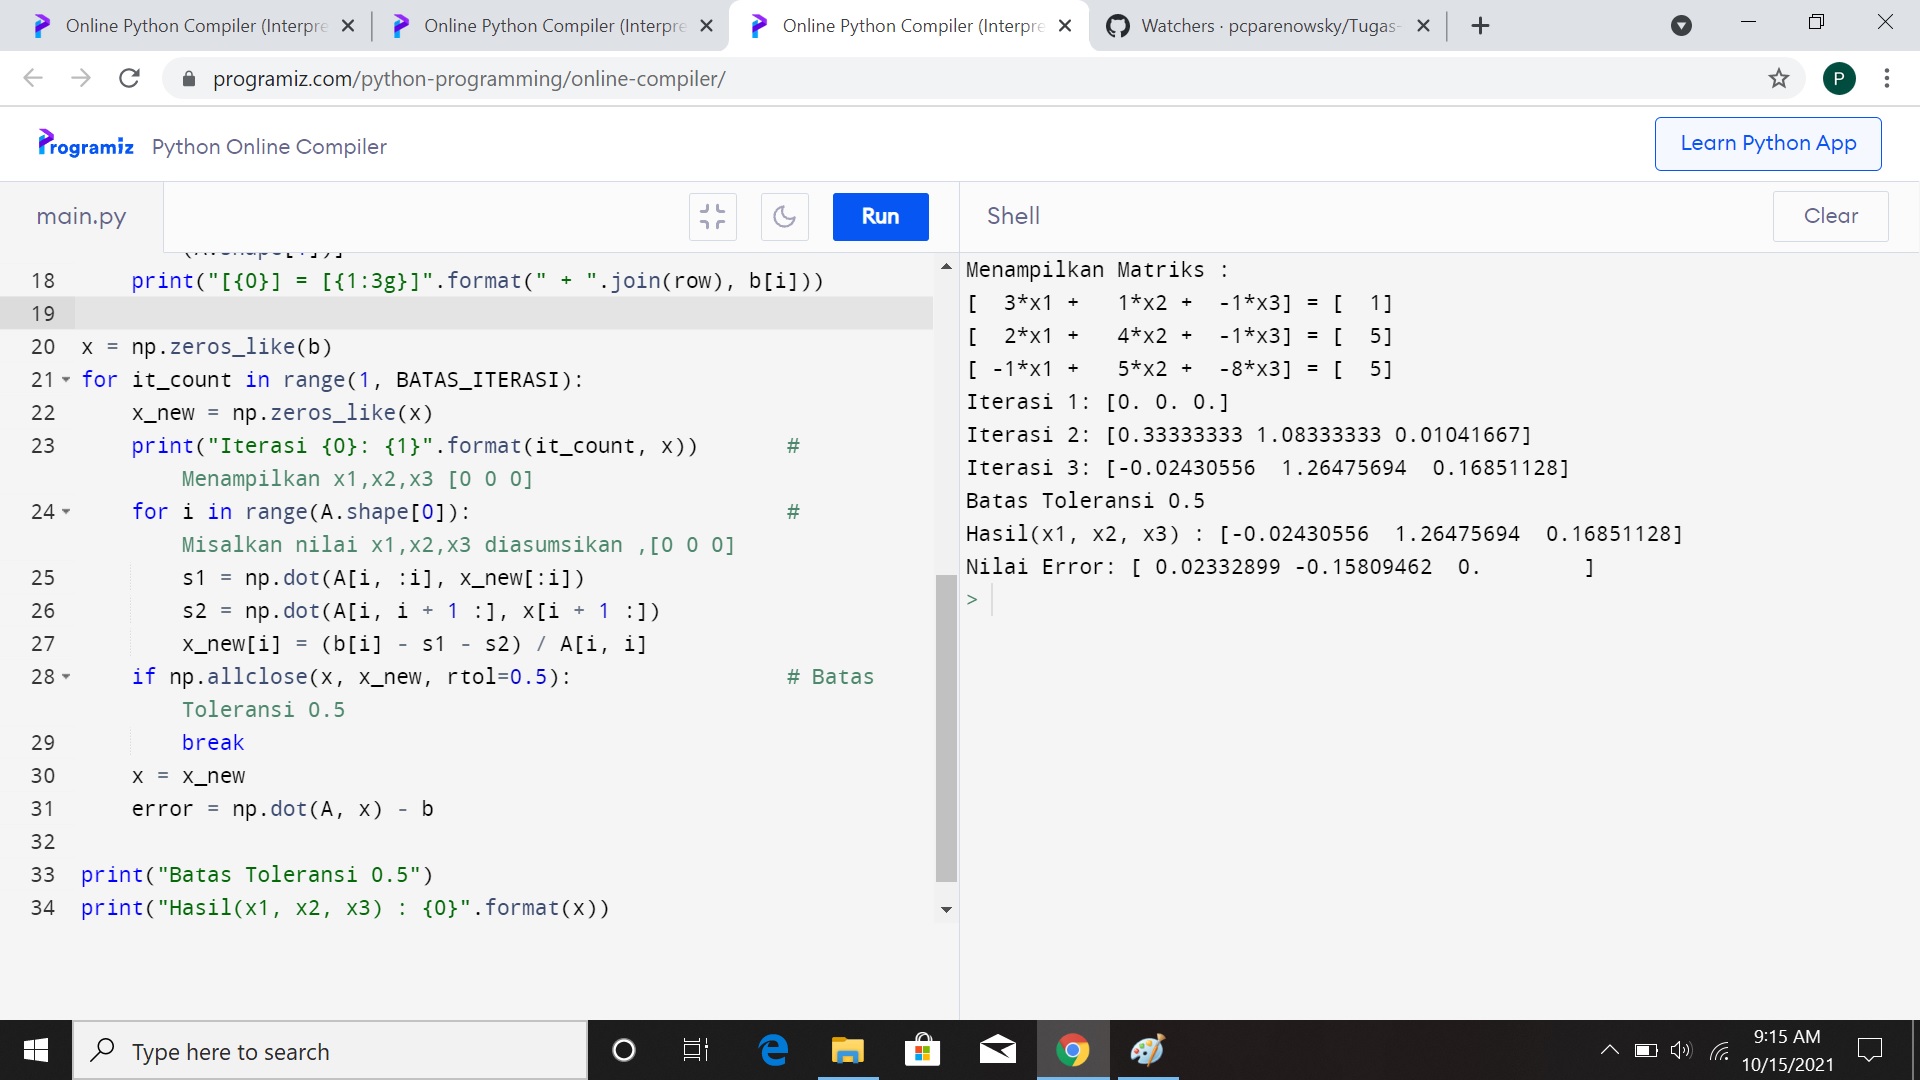 Online Python Compiler (Interpre
Online Python Compiler (Interpre
Online Python Compiler (Interpre
Watchers · pcparenowsky/Tugas-
programiz.com/python-programming/online-compiler/
P
Programiz Python Online Compiler
Learn Python App
main.py
Run
Shell
Clear
18 print("[{0}] = [{1:3g}]".format(" + ".join(row), b[i]))
19
20 x = np.zeros_like(b)
21 for it_count in range(1, BATAS_ITERASI):
22 x_new = np.zeros_like(x)
23 print("Iterasi {0}: {1}".format(it_count, x)) #
Menampilkan x1,x2,x3 [0 0 0]
24 for i in range(A.shape[0]): #
Misalkan nilai x1,x2,x3 diasumsikan ,[0 0 0]
25 s1 = np.dot(A[i, :i], x_new[:i])
26 s2 = np.dot(A[i, i + 1 :], x[i + 1 :])
27 x_new[i] = (b[i] - s1 - s2) / A[i, i]
28 if np.allclose(x, x_new, rtol=0.5): # Batas
Toleransi 0.5
29 break
30 x = x_new
31 error = np.dot(A, x) - b
32
33 print("Batas Toleransi 0.5")
34 print("Hasil(x1, x2, x3) : {0}".format(x))
Menampilkan Matriks :
[  3*x1 +   1*x2 +  -1*x3] = [  1]
[  2*x1 +   4*x2 +  -1*x3] = [  5]
[ -1*x1 +   5*x2 +  -8*x3] = [  5]
Iterasi 1: [0. 0. 0.]
Iterasi 2: [0.33333333 1.08333333 0.01041667]
Iterasi 3: [-0.02430556  1.26475694  0.16851128]
Batas Toleransi 0.5
Hasil(x1, x2, x3) : [-0.02430556  1.26475694  0.16851128]
Nilai Error: [ 0.02332899 -0.15809462  0.        ]
>
Type here to search
9:15 AM
10/15/2021